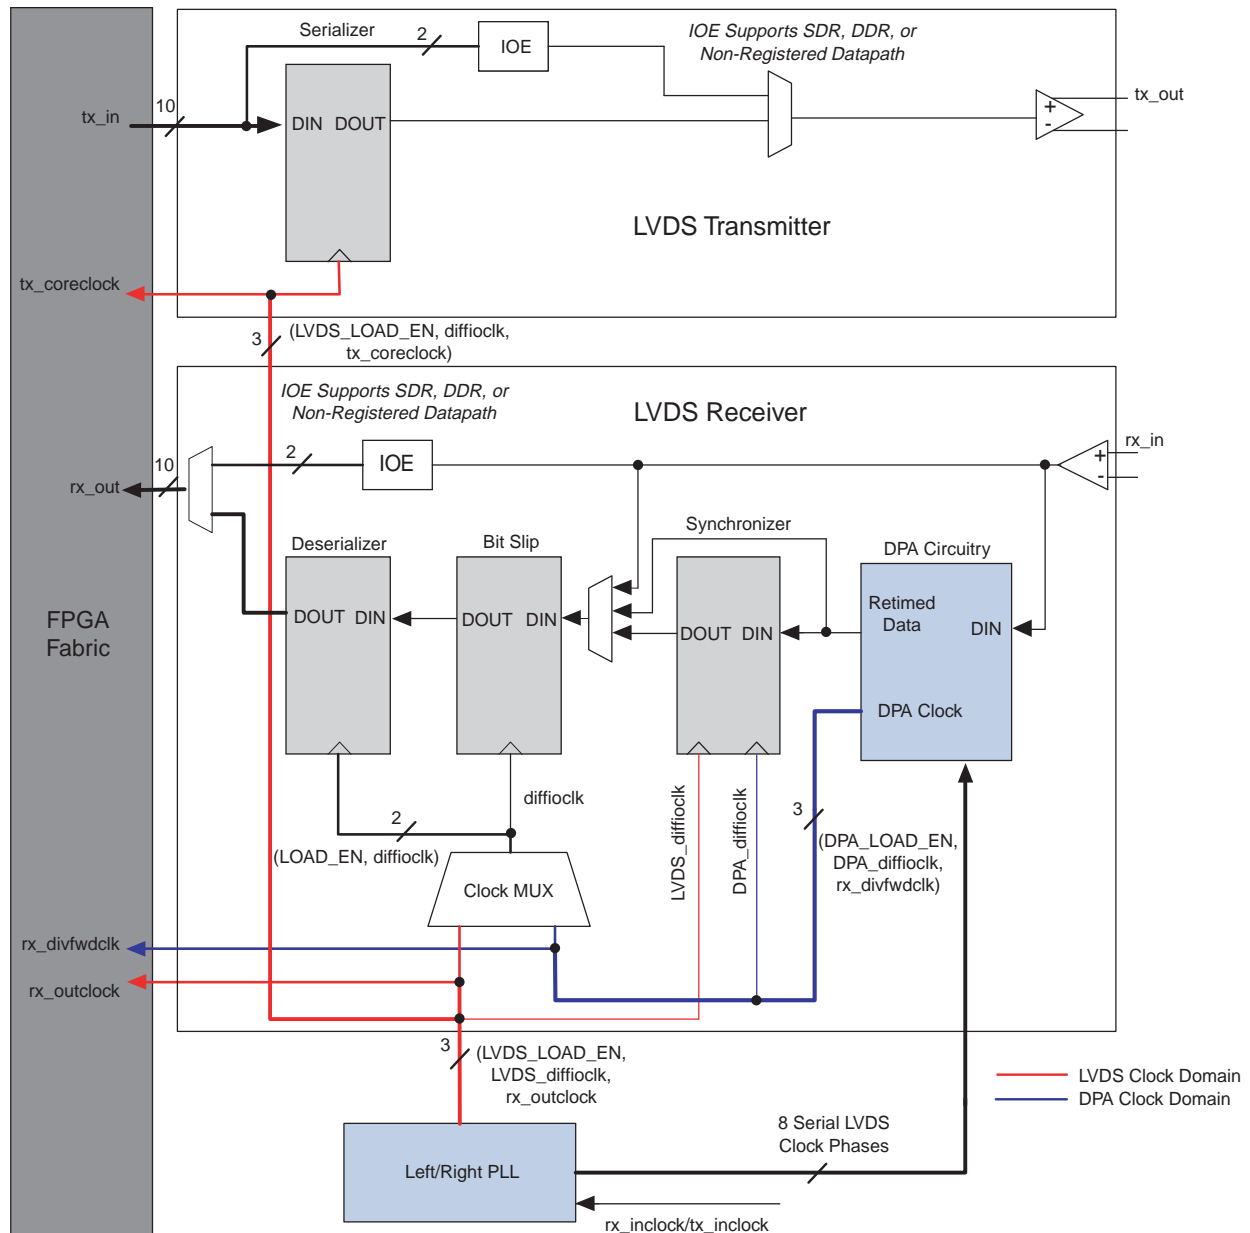 Serializer
2
IOE
IOE Supports SDR, DDR, or
Non-Registered Datapath
tx_in
10
DIN DOUT
+
-
tx_out
LVDS Transmitter
tx_coreclock
3
(LVDS_LOAD_EN, diffioclk,
tx_coreclock)
IOE Supports SDR, DDR, or
Non-Registered Datapath
LVDS Receiver
rx_in
+
-
2
IOE
10
rx_out
Deserializer
Bit Slip
Synchronizer
DPA Circuitry
FPGA
Fabric
DOUT DIN
DOUT DIN
DOUT DIN
Retimed
Data
DIN
DPA Clock
2
(LOAD_EN, diffioclk)
diffioclk
LVDS_diffioclk
DPA_diffioclk
3
(DPA_LOAD_EN,
DPA_diffioclk,
rx_divfwdclk)
Clock MUX
rx_divfwdclk
rx_outclock
3
(LVDS_LOAD_EN,
LVDS_diffioclk,
rx_outclock
LVDS Clock Domain
DPA Clock Domain
8 Serial LVDS
Clock Phases
Left/Right PLL
rx_inclock/tx_inclock